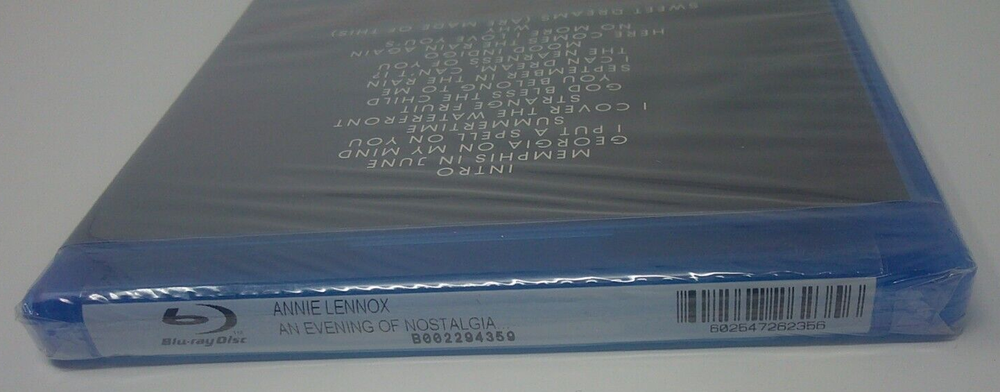 INTRO
MEMPHIS IN JUNE
GEORGIA ON MY MIND
I PUT A SPELL ON YOU
SUMMERTIME
I COVER THE WATERFRONT
STRANGE FRUIT
GOD BLESS THE CHILD
YOU BELONG TO ME
SEPTEMBER IN THE RAIN
I CAN DREAM, CAN'T I?
THE NEARNESS OF YOU
MOOD INDIGO
HERE COMES THE RAIN AGAIN
NO MORE "I LOVE YOU'S"
SWEET DREAMS (ARE MADE OF THIS)
Blu-ray Disc
ANNIE LENNOX
AN EVENING OF NOSTALGIA...
B002294359
602547262356